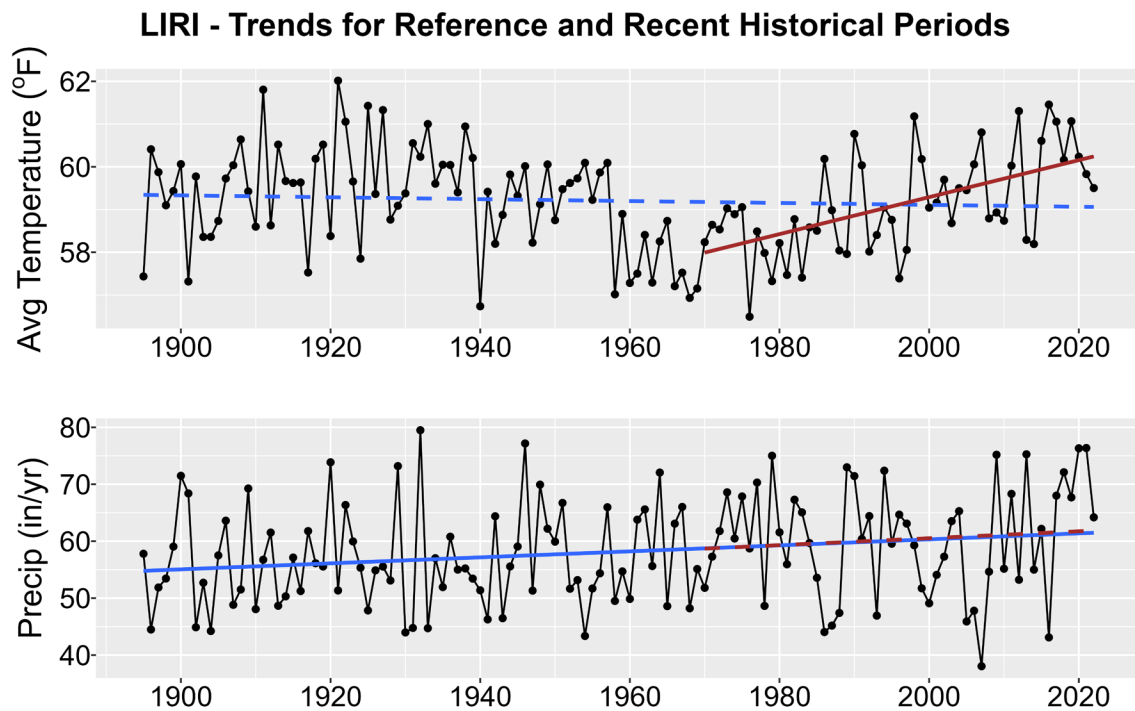 LIRI - Trends for Reference and Recent Historical Periods
Avg Temperature (°F)
62
60
58
1900 1920 1940 1960 1980 2000 2020
Precip (in/yr)
80
70
60
50
40
1900 1920 1940 1960 1980 2000 2020